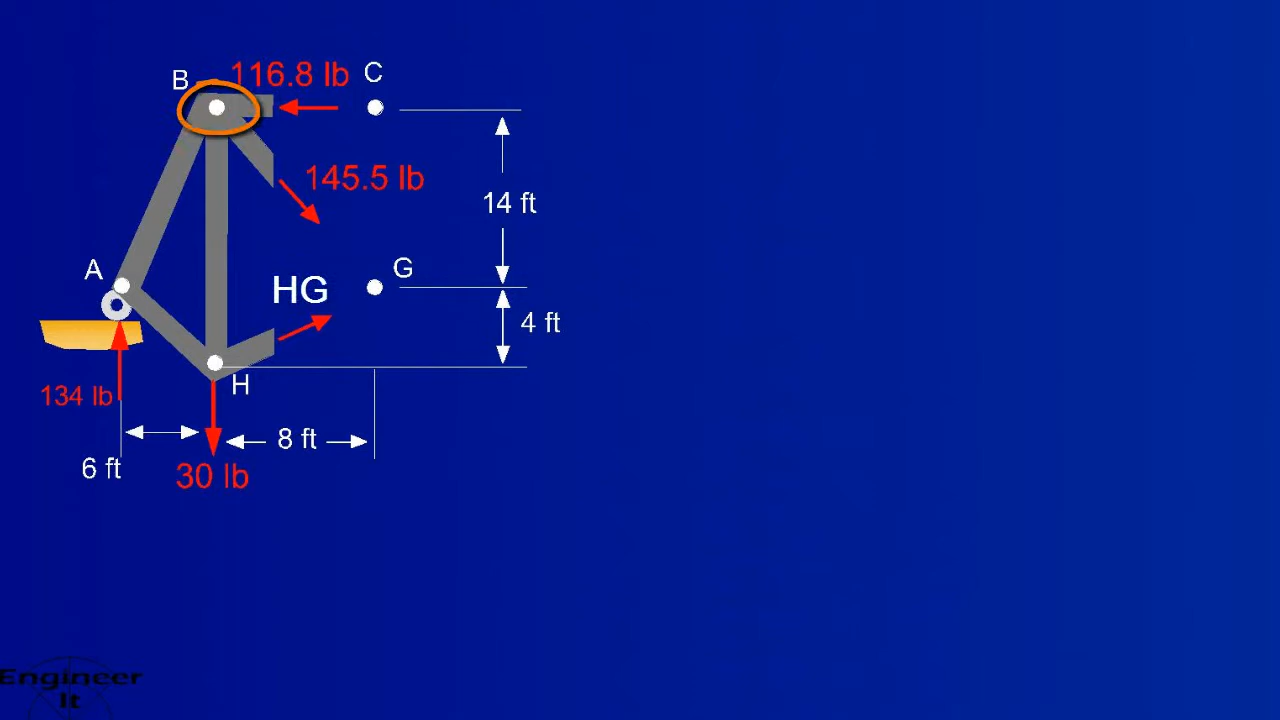 B
116.8 lb
C
145.5 lb
14 ft
A
HG
G
4 ft
134 lb
H
6 ft
8 ft
30 lb
Engineer
It